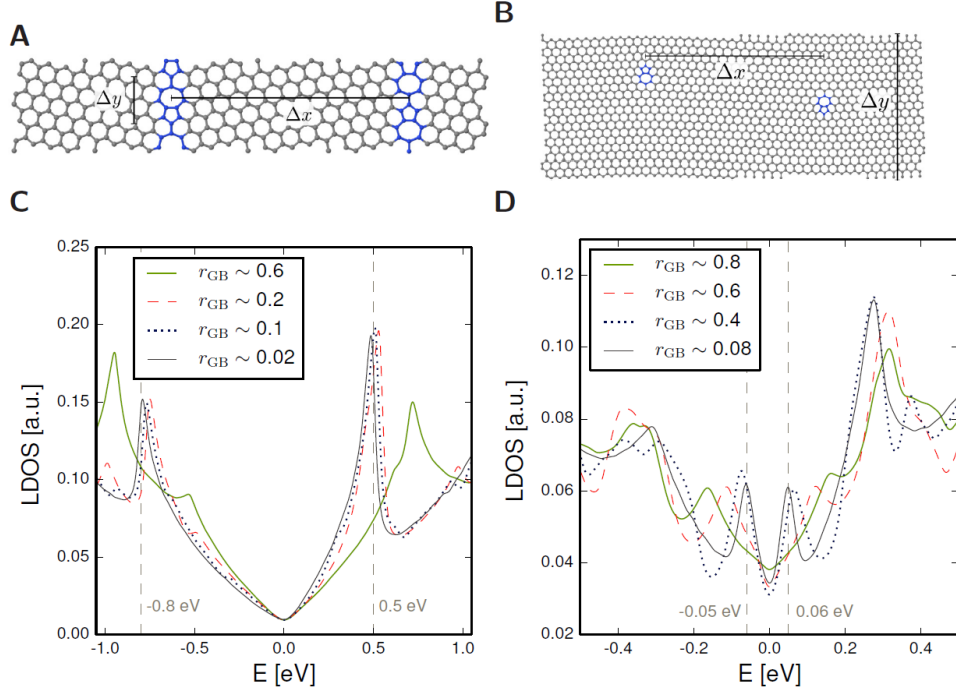 A
Δy
Δx
B
Δx
Δy
C
LDOS [a.u.]
0.25
0.20
0.15
0.10
0.05
0.00
r_GB ~ 0.6
r_GB ~ 0.2
r_GB ~ 0.1
r_GB ~ 0.02
-0.8 eV
0.5 eV
-1.0
-0.5
0.0
0.5
1.0
E [eV]
D
LDOS [a.u.]
0.12
0.10
0.08
0.06
0.04
0.02
r_GB ~ 0.8
r_GB ~ 0.6
r_GB ~ 0.4
r_GB ~ 0.08
-0.05 eV
0.06 eV
-0.4
-0.2
0.0
0.2
0.4
E [eV]